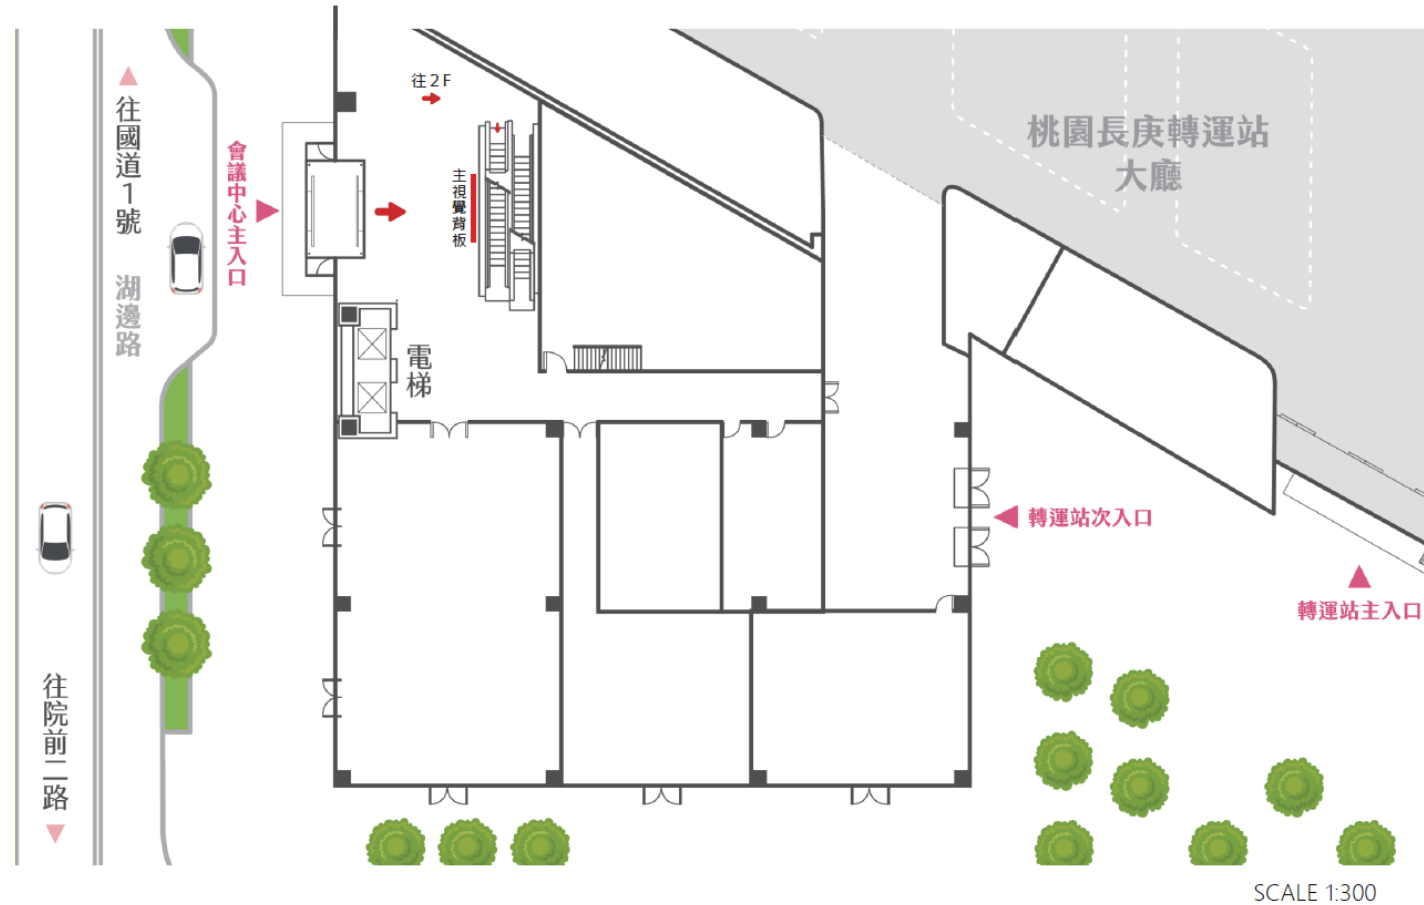 往2F
桃園長庚轉運站
大廳
往國道1號
會議中心主入口
主視覺背板
湖邊路
電梯
轉運站次入口
轉運站主入口
往院前二路
SCALE 1:300